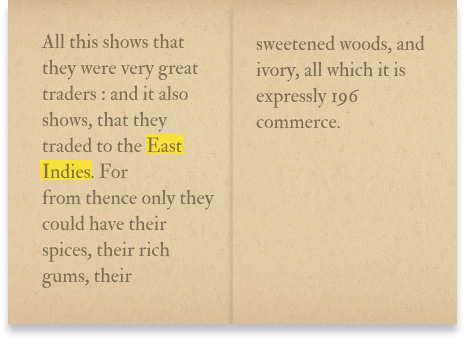 All this shows that
they were very great
traders : and it also
shows, that they
traded to the East
Indies. For
from thence only they
could have their
spices, their rich
gums, their
sweetened woods, and
ivory, all which it is
expressly 196
commerce.